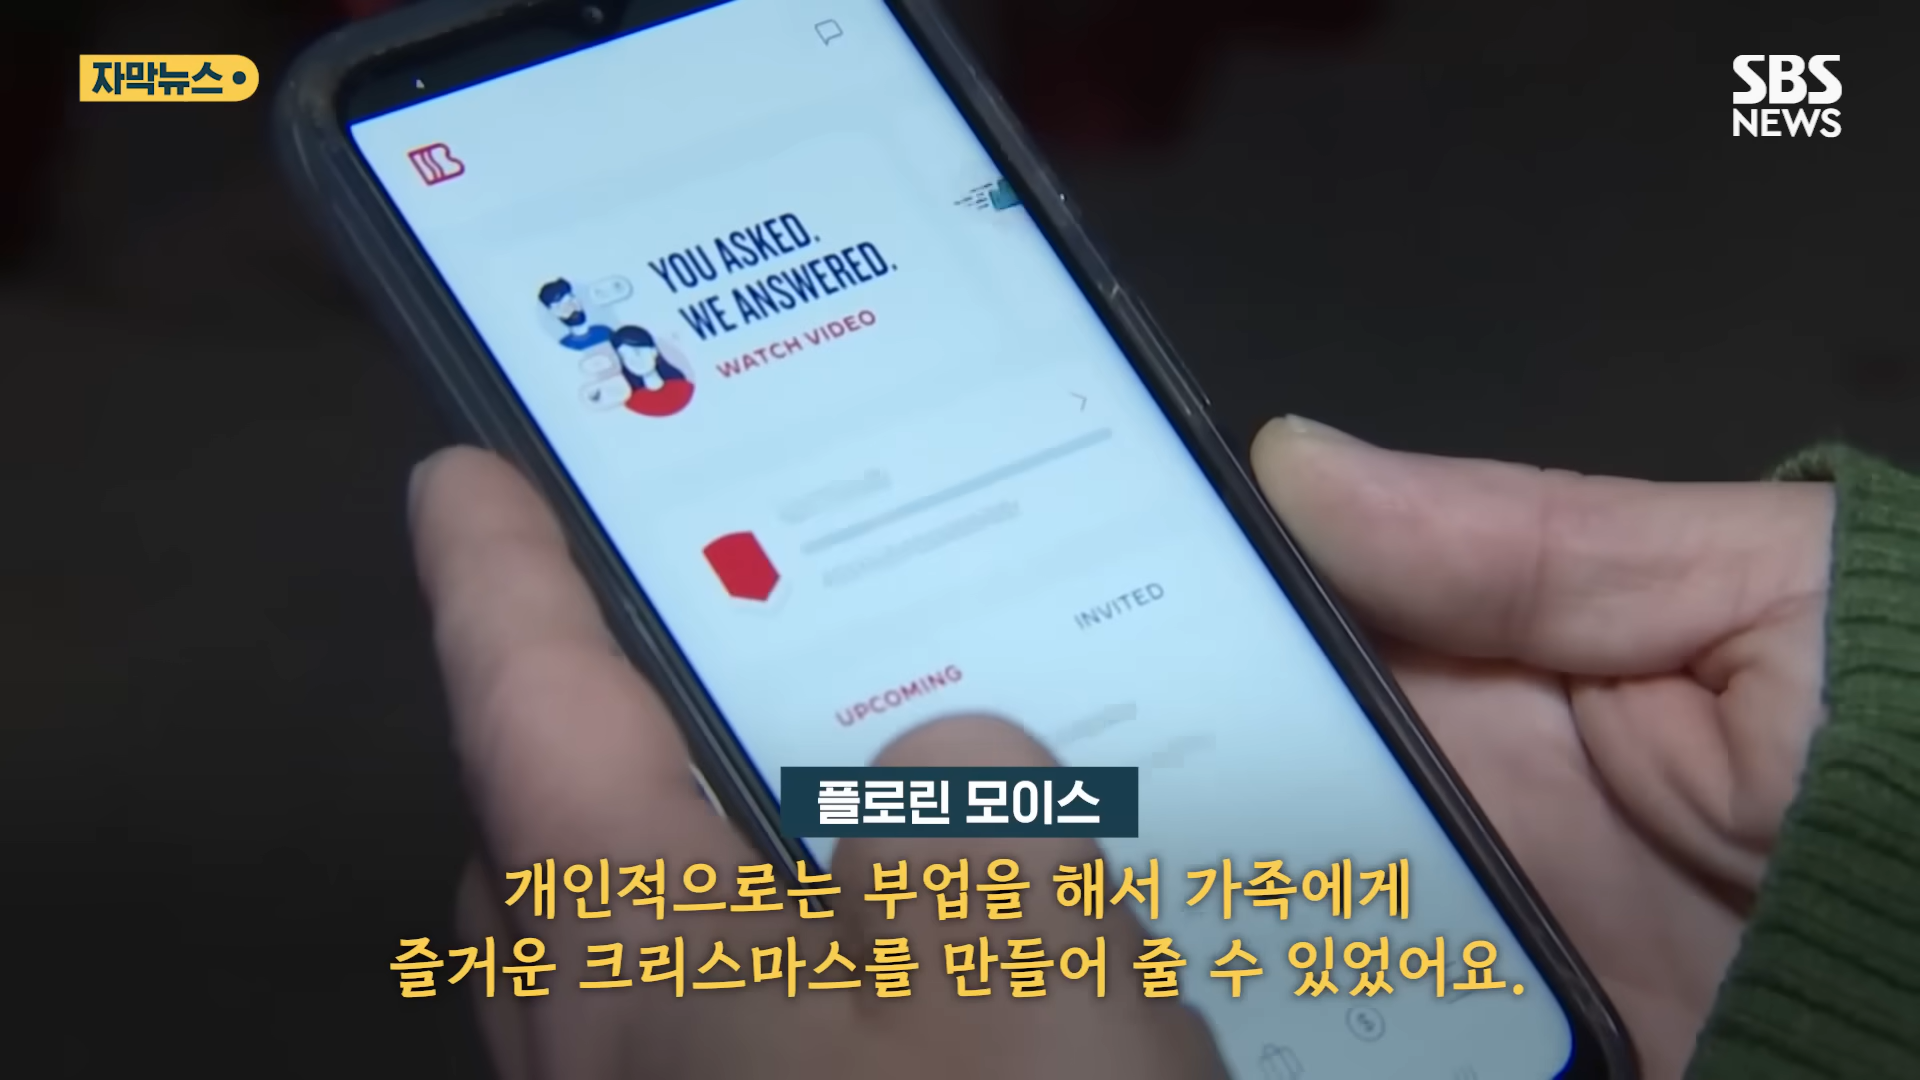 자막뉴스
SBS
NEWS
YOU ASKED.
WE ANSWERED.
WATCH VIDEO
INVITED
UPCOMING
플로린 모이스
개인적으로는 부업을 해서 가족에게
즐거운 크리스마스를 만들어 줄 수 있었어요.